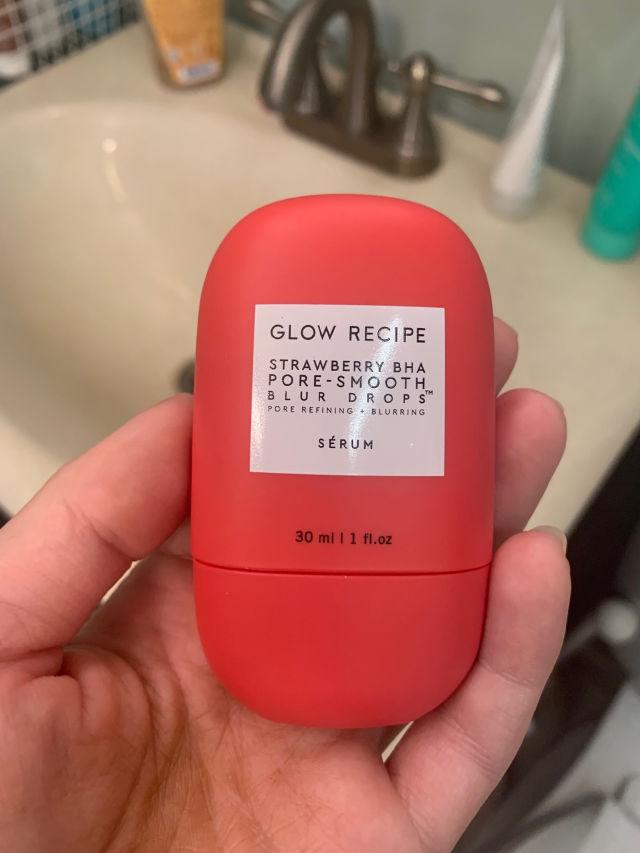 GLOW RECIPE
STRAWBERRY BHA
PORE-SMOOTH
BLUR DROPS™
PORE REFINING + BLURRING
SÉRUM
30 ml | 1 fl.oz